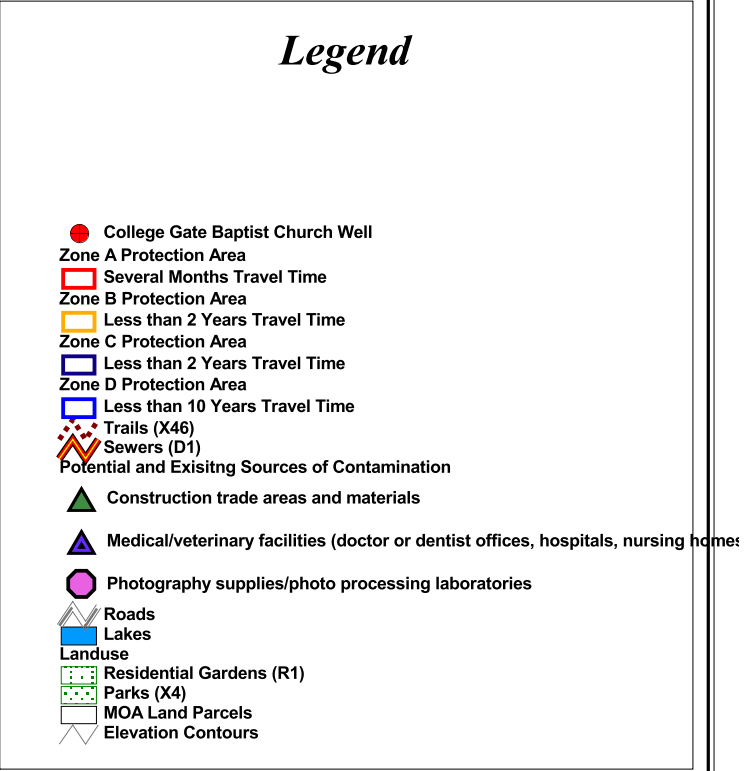 Legend
College Gate Baptist Church Well
Zone A Protection Area
Several Months Travel Time
Zone B Protection Area
Less than 2 Years Travel Time
Zone C Protection Area
Less than 2 Years Travel Time
Zone D Protection Area
Less than 10 Years Travel Time
Trails (X46)
Sewers (D1)
Potential and Exisitng Sources of Contamination
Construction trade areas and materials
Medical/veterinary facilities (doctor or dentist offices, hospitals, nursing homes
Photography supplies/photo processing laboratories
Roads
Lakes
Landuse
Residential Gardens (R1)
Parks (X4)
MOA Land Parcels
Elevation Contours